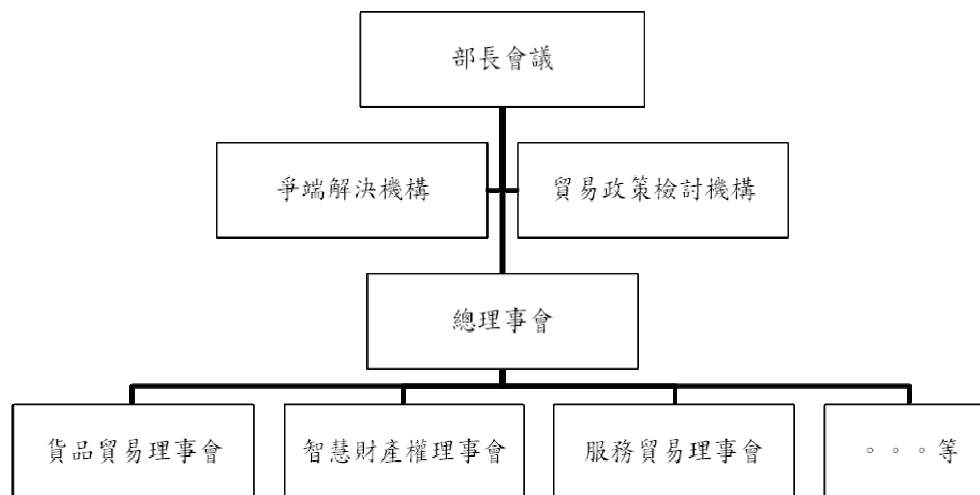 部長會議
爭端解決機構
貿易政策檢討機構
總理事會
貨品貿易理事會
智慧財產權理事會
服務貿易理事會
。。。等